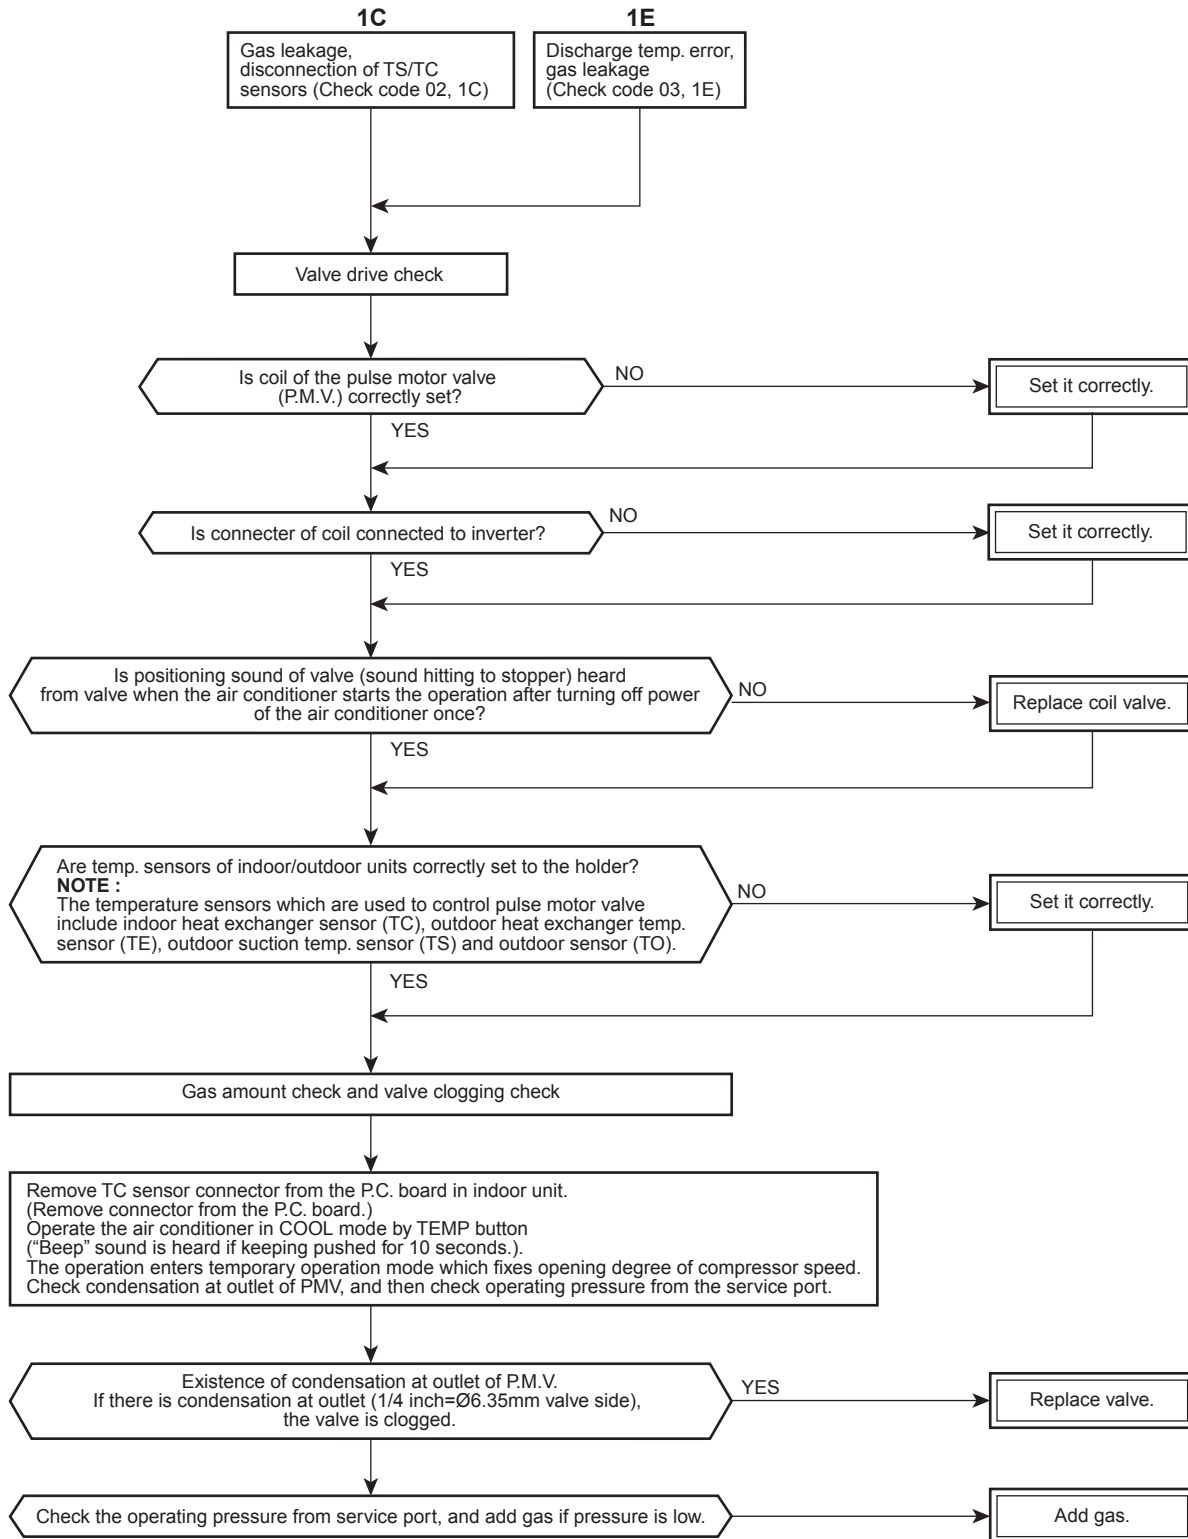 1C
1E
Gas leakage,
disconnection of TS/TC
sensors (Check code 02, 1C)
Discharge temp. error,
gas leakage
(Check code 03, 1E)
Valve drive check
Is coil of the pulse motor valve
(P.M.V.) correctly set?
NO
Set it correctly.
YES
Is connecter of coil connected to inverter?
NO
Set it correctly.
YES
Is positioning sound of valve (sound hitting to stopper) heard
from valve when the air conditioner starts the operation after turning off power
of the air conditioner once?
NO
Replace coil valve.
YES
Are temp. sensors of indoor/outdoor units correctly set to the holder?
NOTE :
The temperature sensors which are used to control pulse motor valve
include indoor heat exchanger sensor (TC), outdoor heat exchanger temp.
sensor (TE), outdoor suction temp. sensor (TS) and outdoor sensor (TO).
NO
Set it correctly.
YES
Gas amount check and valve clogging check
Remove TC sensor connector from the P.C. board in indoor unit.
(Remove connector from the P.C. board.)
Operate the air conditioner in COOL mode by TEMP button
(“Beep” sound is heard if keeping pushed for 10 seconds.).
The operation enters temporary operation mode which fixes opening degree of compressor speed.
Check condensation at outlet of PMV, and then check operating pressure from the service port.
Existence of condensation at outlet of P.M.V.
If there is condensation at outlet (1/4 inch=Ø6.35mm valve side),
the valve is clogged.
YES
Replace valve.
Check the operating pressure from service port, and add gas if pressure is low.
Add gas.